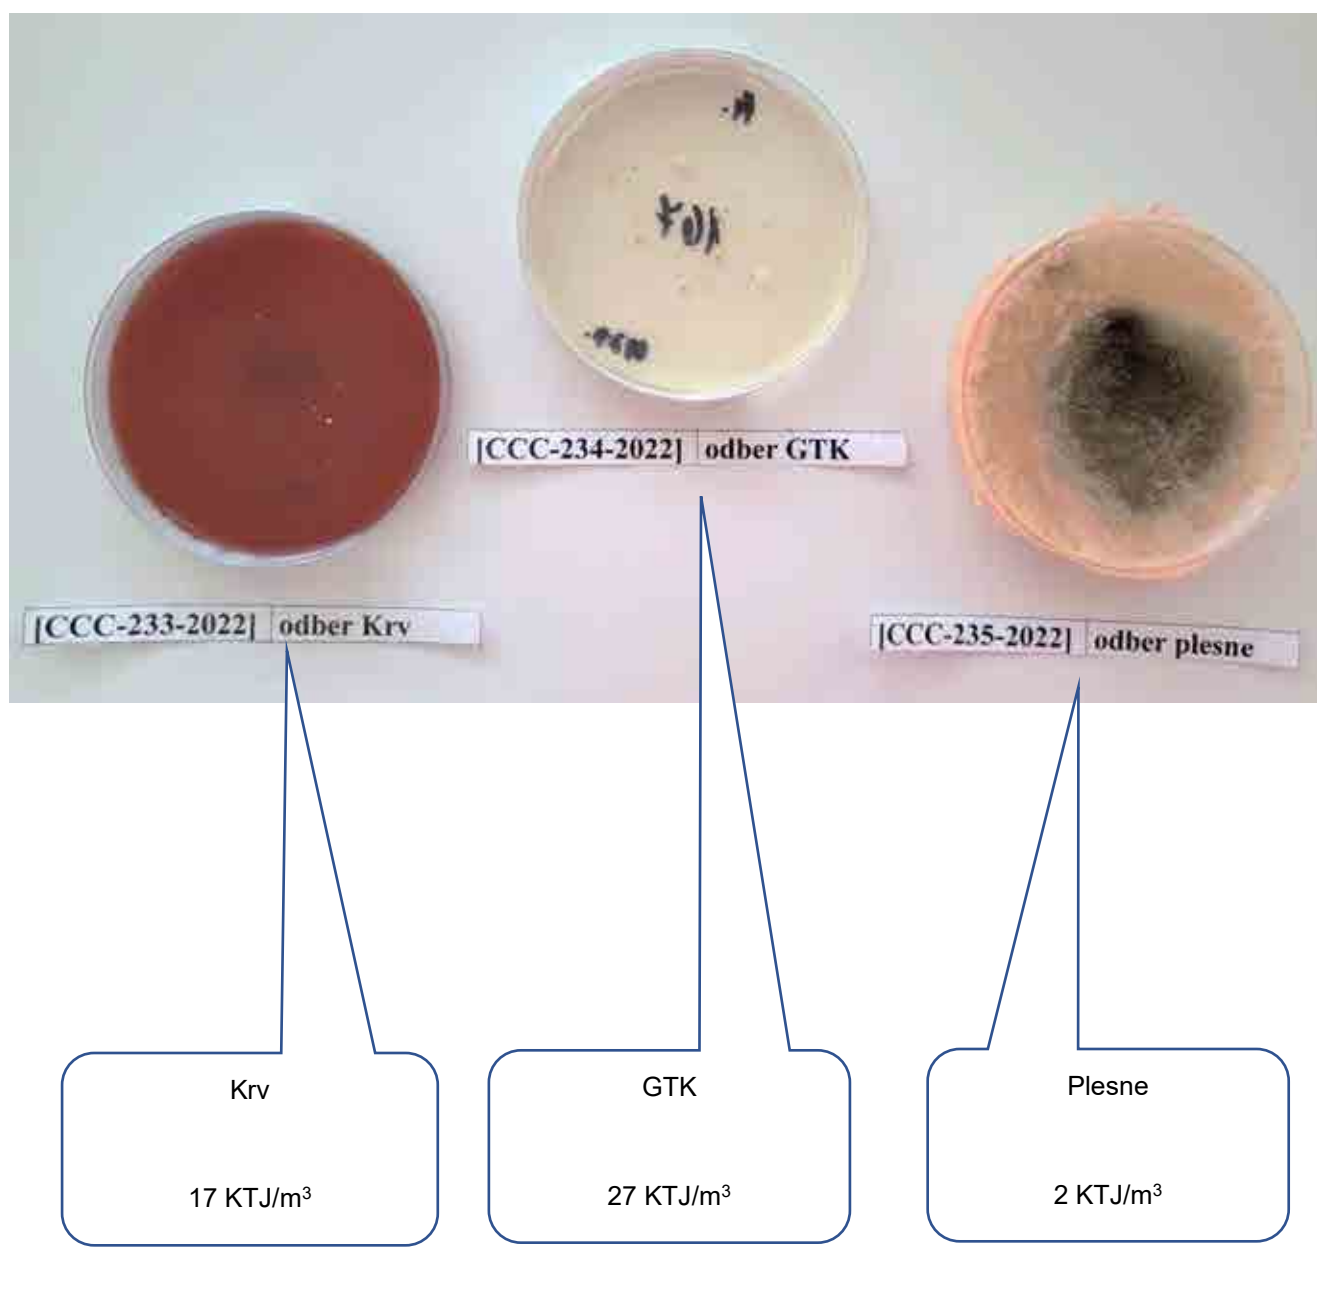 [CCC-234-2022] odber GTK
[CCC-233-2022] odber Krv
[CCC-235-2022] odber plesne
Krv
17 KTJ/m³
GTK
27 KTJ/m³
Plesne
2 KTJ/m³